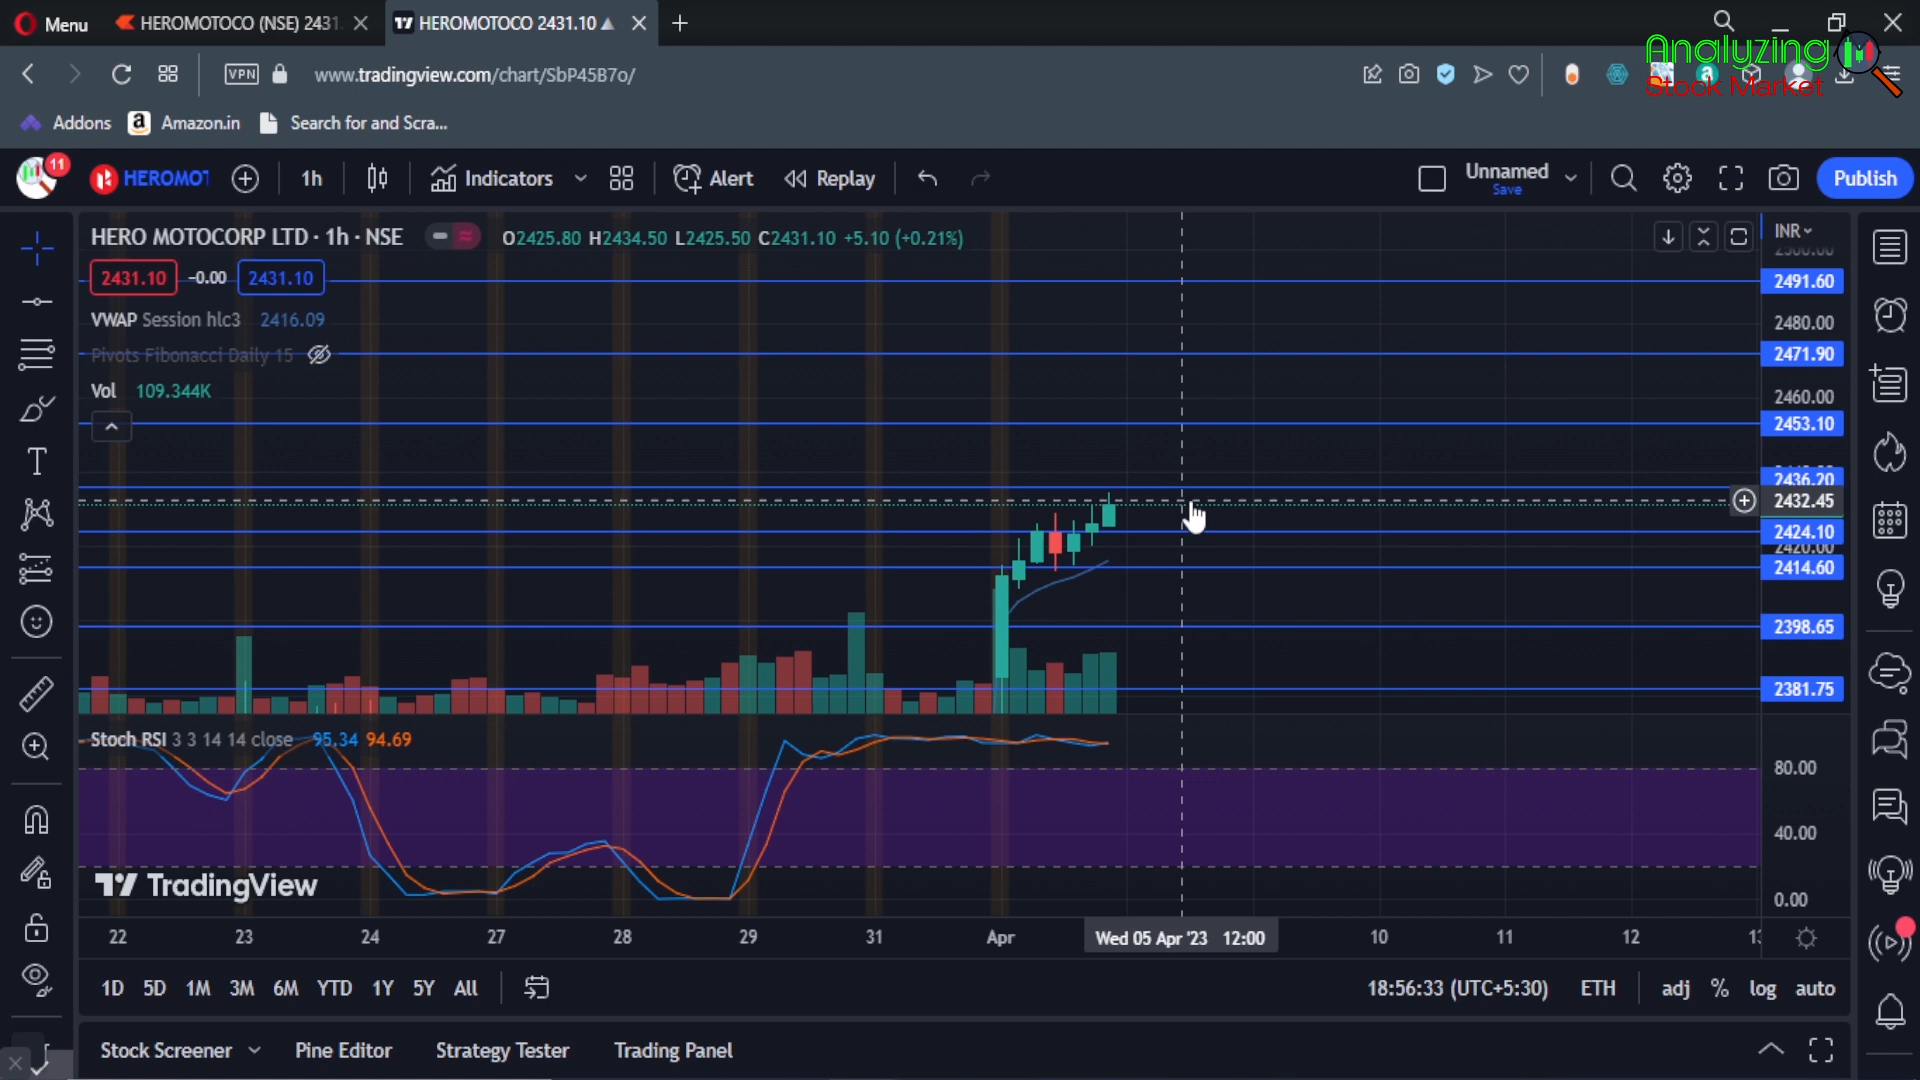 Menu
HEROMOTOCO (NSE) 2431
HEROMOTOCO 2431.10
Analyzing
Stock Market
VPN
www.tradingview.com/chart/SbP45B7o/
Addons
Amazon.in
Search for and Scra...
11
HEROMOT
1h
Indicators
Alert
Replay
Unnamed
Save
Publish
HERO MOTOCORP LTD · 1h · NSE
O2425.80 H2434.50 L2425.50 C2431.10 +5.10 (+0.21%)
INR
2431.10 -0.00 2431.10
2491.60
VWAP Session hlc3 2416.09
2480.00
Pivots Fibonacci Daily 15
2471.90
Vol 109.344K
2460.00
2453.10
2436.20
2432.45
2424.10
2420.00
2414.60
2398.65
2381.75
Stoch RSI 3 3 14 14 close 95.34 94.69
80.00
40.00
TradingView
0.00
22 23 24 27 28 29 31 Apr Wed 05 Apr '23 12:00 10 11 12
1D 5D 1M 3M 6M YTD 1Y 5Y All
18:56:33 (UTC+5:30) ETH adj % log auto
Stock Screener Pine Editor Strategy Tester Trading Panel